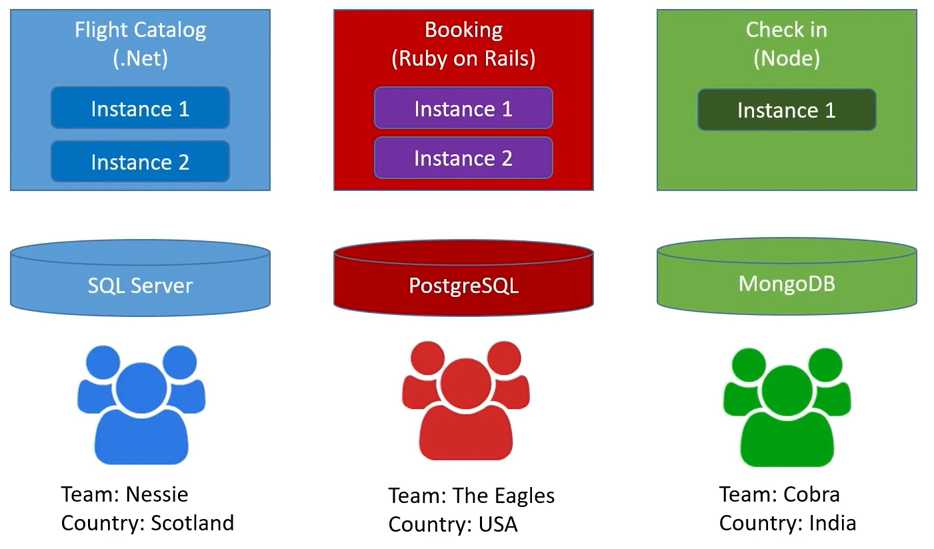 Flight Catalog
(.Net)
Instance 1
Instance 2
Booking
(Ruby on Rails)
Instance 1
Instance 2
Check in
(Node)
Instance 1
SQL Server
PostgreSQL
MongoDB
Team: Nessie
Country: Scotland
Team: The Eagles
Country: USA
Team: Cobra
Country: India